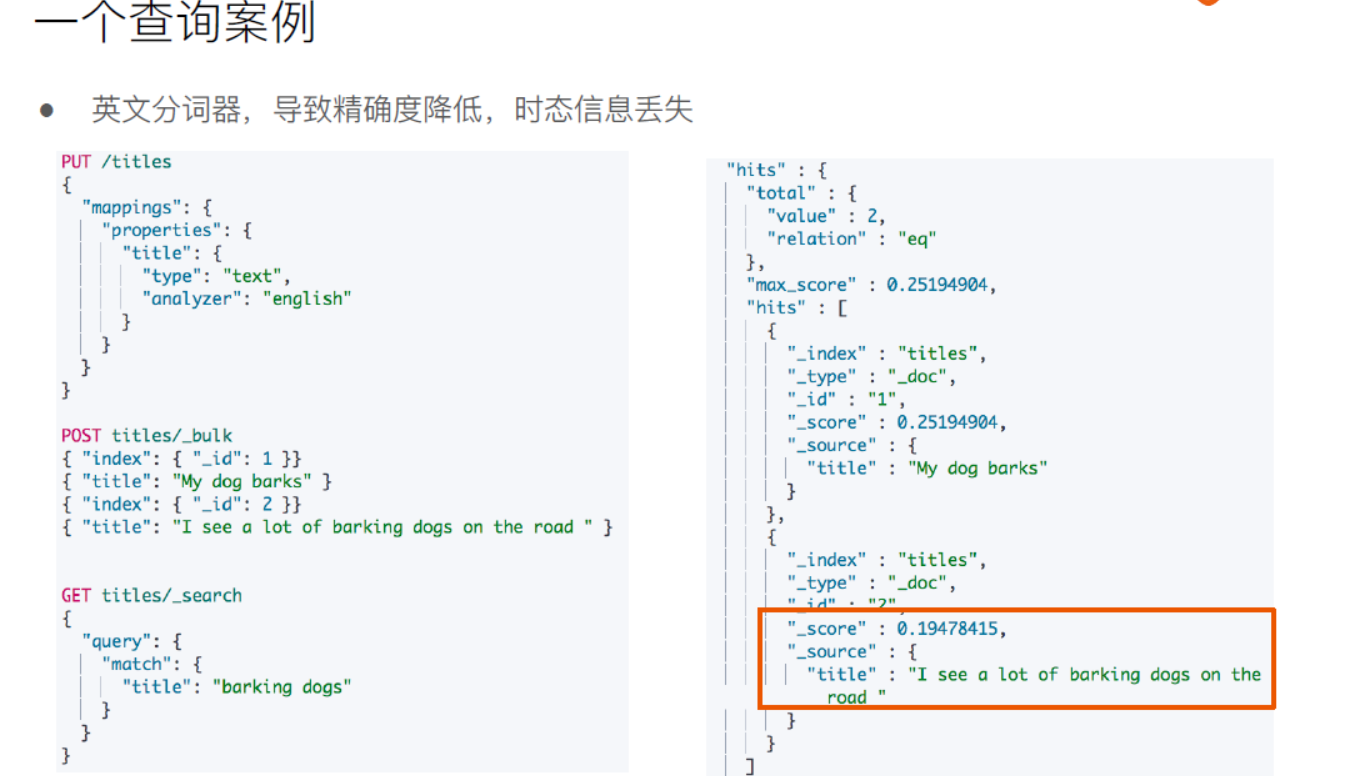 一个查询案例
● 英文分词器，导致精确度降低，时态信息丢失
PUT /titles
{
"mappings": {
"properties": {
"title": {
"type": "text",
"analyzer": "english"
}
}
}
}
POST titles/_bulk
{ "index": { "_id": 1 }}
{ "title": "My dog barks" }
{ "index": { "_id": 2 }}
{ "title": "I see a lot of barking dogs on the road " }
GET titles/_search
{
"query": {
"match": {
"title": "barking dogs"
}
}
}
"hits" : {
"total" : {
"value" : 2,
"relation" : "eq"
},
"max_score" : 0.25194904,
"hits" : [
{
"_index" : "titles",
"_type" : "_doc",
"_id" : "1",
"_score" : 0.25194904,
"_source" : {
"title" : "My dog barks"
}
},
{
"_index" : "titles",
"_type" : "_doc",
"_id" : "2",
"_score" : 0.19478415,
"_source" : {
"title" : "I see a lot of barking dogs on the
road "
}
}
]